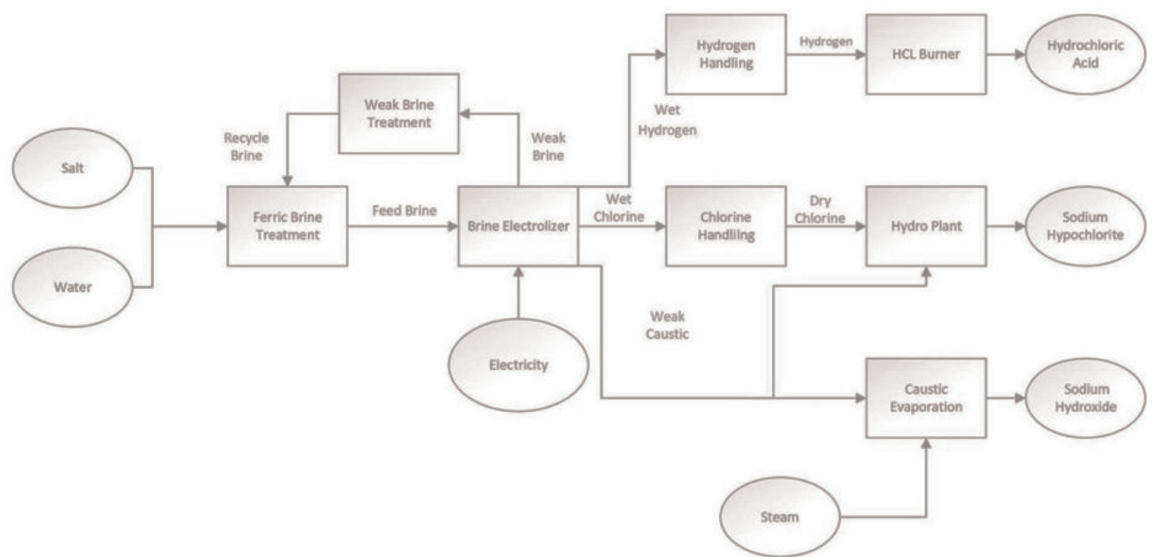 Hydrogen
Handling
Hydrogen
HCL Burner
Hydrochloric
Acid
Weak Brine
Treatment
Wet
Hydrogen
Recycle
Brine
Weak
Brine
Salt
Ferric Brine
Treatment
Feed Brine
Brine Electrolizer
Wet
Chlorine
Chlorine
Handlilng
Dry
Chlorine
Hydro Plant
Sodium
Hypochlorite
Water
Weak
Caustic
Electricity
Caustic
Evaporation
Sodium
Hydroxide
Steam